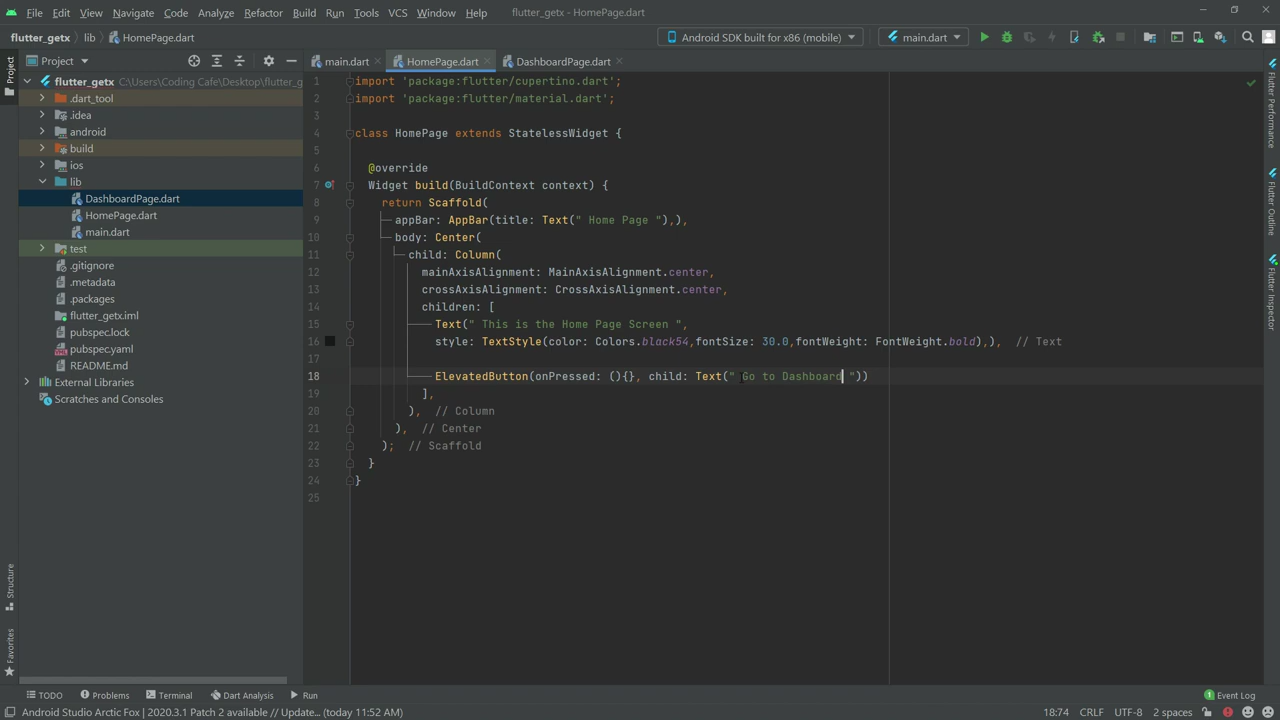 File Edit View Navigate Code Analyze Refactor Build Run Tools VCS Window Help flutter_getx - HomePage.dart
flutter_getx lib HomePage.dart Android SDK built for x86 (mobile) main.dart
Project main.dart HomePage.dart DashboardPage.dart
Project
flutter_getx C:\Users\Coding Cafe\Desktop\flutter_g
.dart_tool
.idea
android
build
ios
lib
DashboardPage.dart
HomePage.dart
main.dart
test
.gitignore
.metadata
.packages
flutter_getx.iml
pubspec.lock
pubspec.yaml
README.md
External Libraries
Scratches and Consoles
1 import 'package:flutter/cupertino.dart';
2 import 'package:flutter/material.dart';
3
4 class HomePage extends StatelessWidget {
5
6 @override
7 Widget build(BuildContext context) {
8 return Scaffold(
9 appBar: AppBar(title: Text(" Home Page "),),
10 body: Center(
11 child: Column(
12 mainAxisAlignment: MainAxisAlignment.center,
13 crossAxisAlignment: CrossAxisAlignment.center,
14 children: [
15 Text(" This is the Home Page Screen ",
16 style: TextStyle(color: Colors.black54,fontSize: 30.0,fontWeight: FontWeight.bold),), // Text
17
18 ElevatedButton(onPressed: (){}, child: Text(" Go to Dashboard "))
19 ],
20 ), // Column
21 ), // Center
22 ); // Scaffold
23 }
24 }
25
Flutter Performance
Flutter Outline
Flutter Inspector
Structure
Favorites
TODO Problems Terminal Dart Analysis Run 1 Event Log
Android Studio Arctic Fox | 2020.3.1 Patch 2 available // Update... (today 11:52 AM) 18:74 CRLF UTF-8 2 spaces